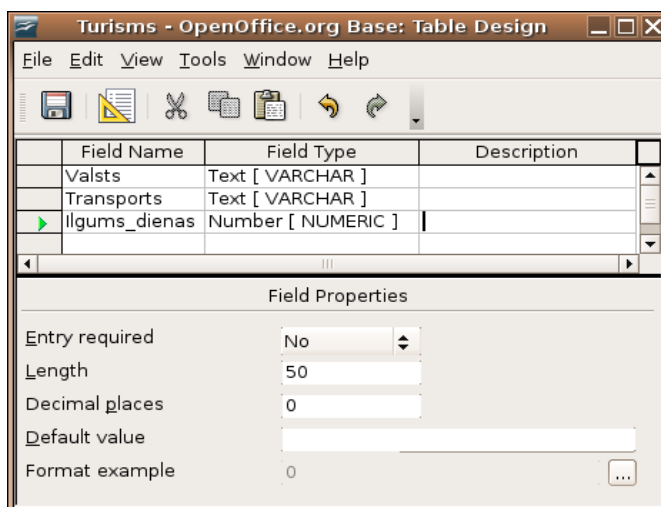 Turisms - OpenOffice.org Base: Table Design
File Edit View Tools Window Help
Field Name Field Type Description
Valsts Text [ VARCHAR ]
Transports Text [ VARCHAR ]
Ilgums_dienas Number [ NUMERIC ]
Field Properties
Entry required No
Length 50
Decimal places 0
Default value
Format example 0 ...